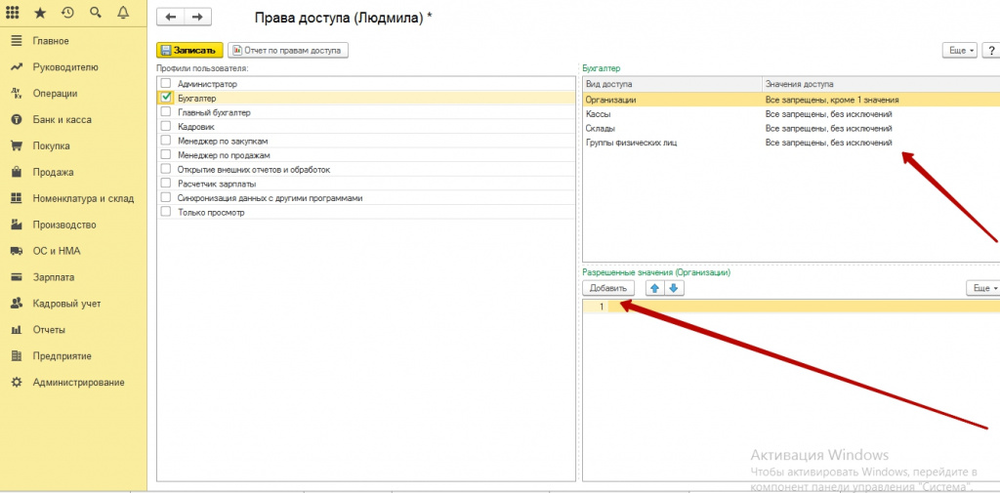 Права доступа (Людмила) *
Главное
Руководителю
Операции
Банк и касса
Покупка
Продажа
Номенклатура и склад
Производство
ОС и НМА
Зарплата
Кадровый учет
Отчеты
Предприятие
Администрирование
Записать
Отчет по правам доступа
Еще
?
Профили пользователя:
Администратор
Бухгалтер
Главный бухгалтер
Кадровик
Менеджер по закупкам
Менеджер по продажам
Открытие внешних отчетов и обработок
Расчетчик зарплаты
Синхронизация данных с другими программами
Только просмотр
Бухгалтер
Вид доступа Значения доступа
Организации Все запрещены, кроме 1 значения
Кассы Все запрещены, без исключений
Склады Все запрещены, без исключений
Группы физических лиц Все запрещены, без исключений
Разрешенные значения (Организации)
Добавить Еще
1
Активация Windows
Чтобы активировать Windows, перейдите в
компонент панели управления "Система".